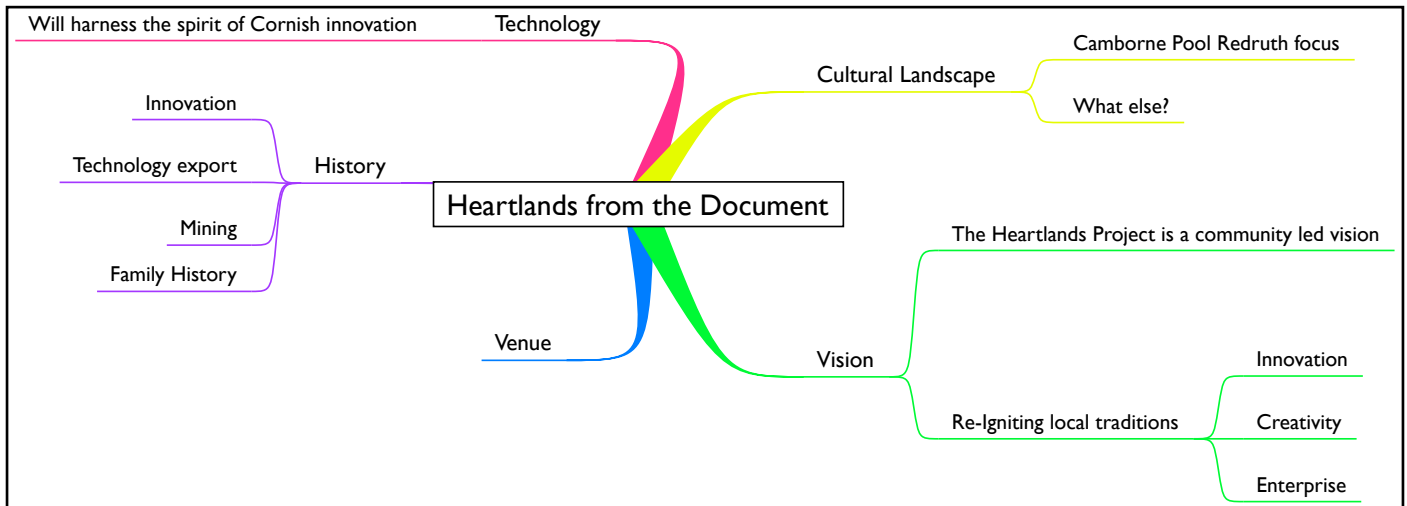 Heartlands from the Document
Technology
Will harness the spirit of Cornish innovation
Cultural Landscape
Camborne Pool Redruth focus
What else?
History
Innovation
Technology export
Mining
Family History
Venue
Vision
The Heartlands Project is a community led vision
Re-Igniting local traditions
Innovation
Creativity
Enterprise